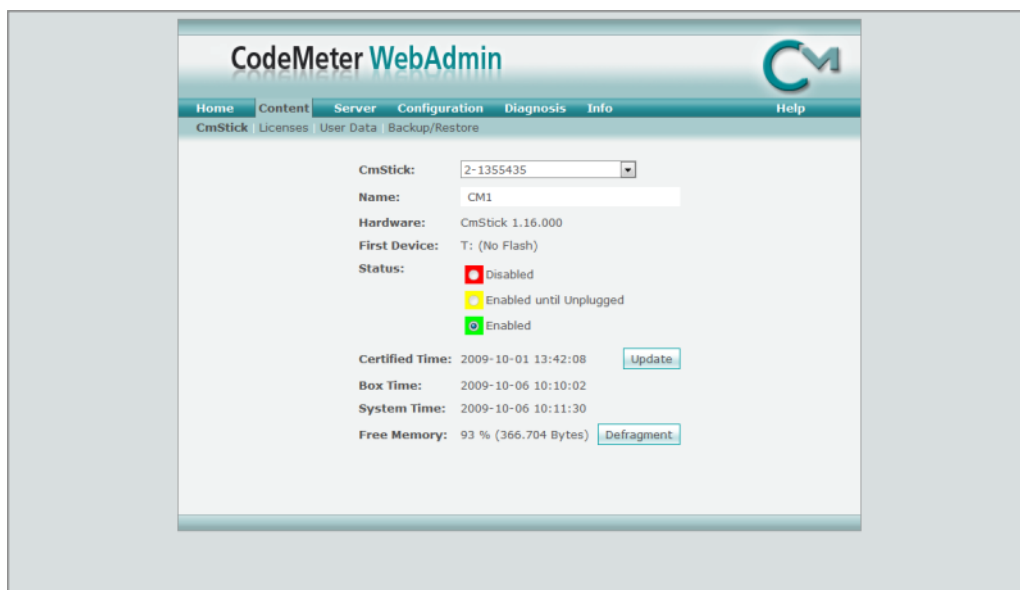 CodeMeter WebAdmin
CM
Home Content Server Configuration Diagnosis Info Help
CmStick | Licenses | User Data | Backup/Restore
CmStick: 2-1355435
Name: CM1
Hardware: CmStick 1.16.000
First Device: T: (No Flash)
Status: Disabled
Enabled until Unplugged
Enabled
Certified Time: 2009-10-01 13:42:08 Update
Box Time: 2009-10-06 10:10:02
System Time: 2009-10-06 10:11:30
Free Memory: 93 % (366.704 Bytes) Defragment